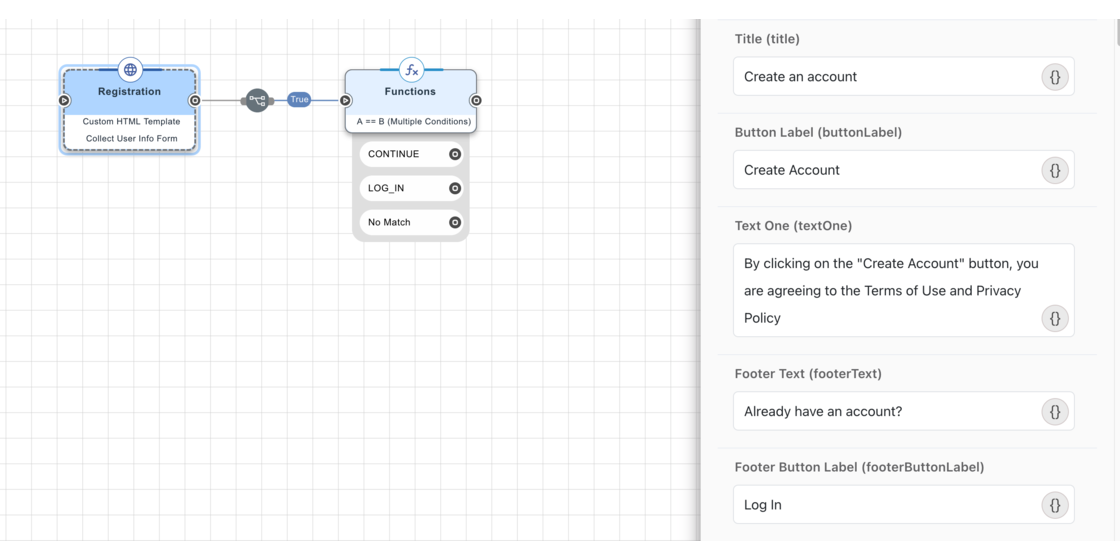 Registration
Custom HTML Template
Collect User Info Form
True
fx
Functions
A == B (Multiple Conditions)
CONTINUE
LOG_IN
No Match
Title (title)
Create an account
{}
Button Label (buttonLabel)
Create Account
{}
Text One (textOne)
By clicking on the "Create Account" button, you
are agreeing to the Terms of Use and Privacy
Policy
{}
Footer Text (footerText)
Already have an account?
{}
Footer Button Label (footerButtonLabel)
Log In
{}